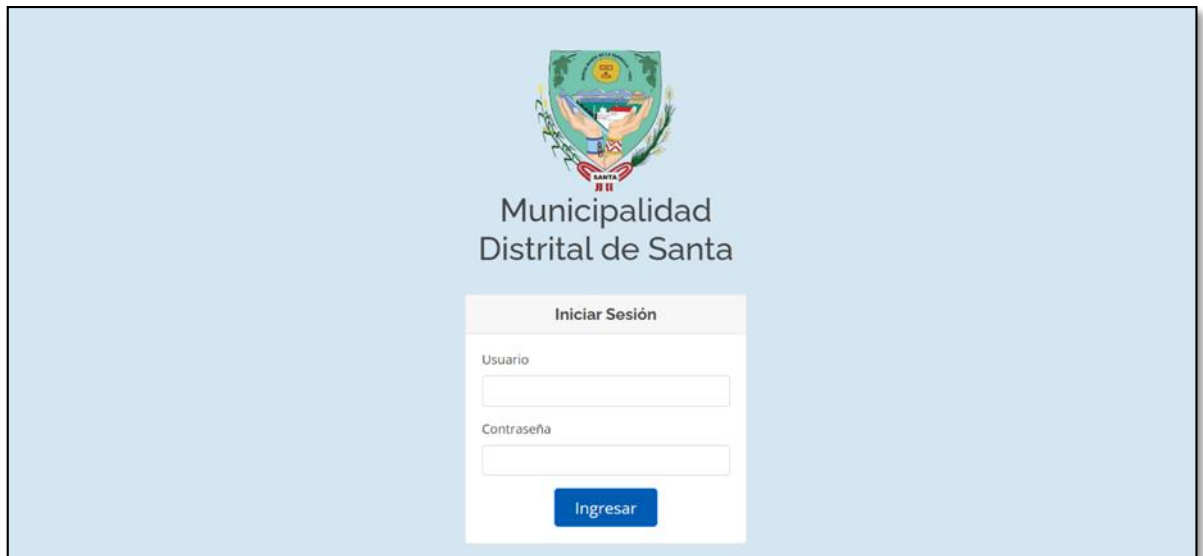 SANTA
Municipalidad
Distrital de Santa
Iniciar Sesión
Usuario
Contraseña
Ingresar